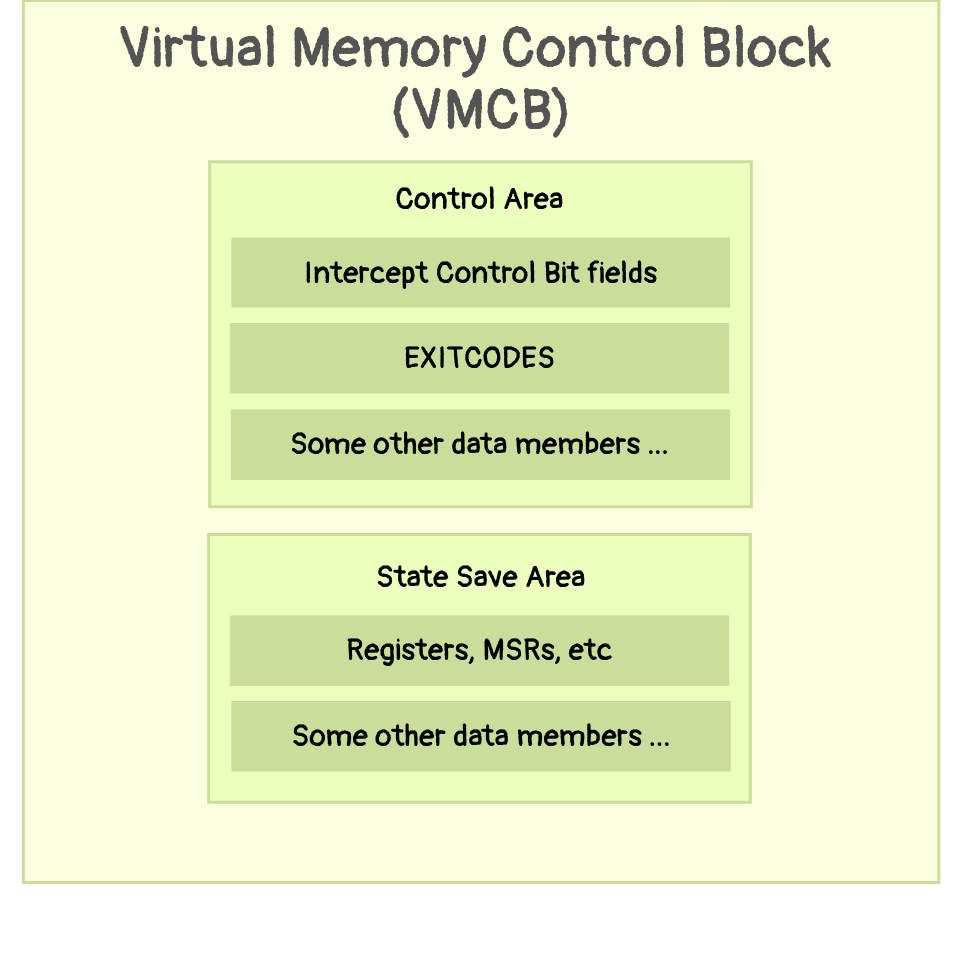 Virtual Memory Control Block
(VMCB)
Control Area
Intercept Control Bit fields
EXITCODES
Some other data members ...
State Save Area
Registers, MSRs, etc
Some other data members ...